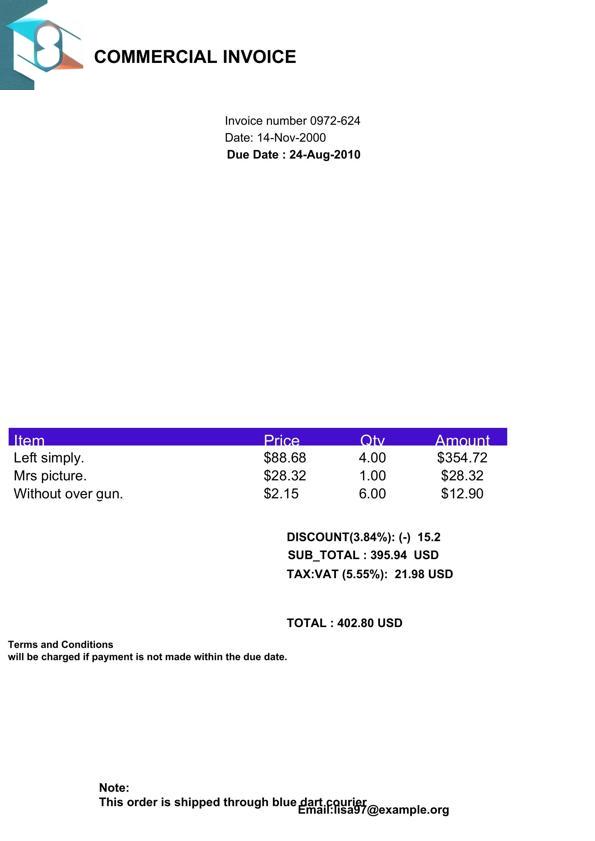 COMMERCIAL INVOICE
Invoice number 0972-624
Date: 14-Nov-2000
Due Date : 24-Aug-2010
Item Price Qty Amount
Left simply. $88.68 4.00 $354.72
Mrs picture. $28.32 1.00 $28.32
Without over gun. $2.15 6.00 $12.90
DISCOUNT(3.84%): (-) 15.2
SUB_TOTAL : 395.94 USD
TAX:VAT (5.55%): 21.98 USD
TOTAL : 402.80 USD
Terms and Conditions
will be charged if payment is not made within the due date.
Note:
This order is shipped through blue dart courier
Email:lisa97@example.org